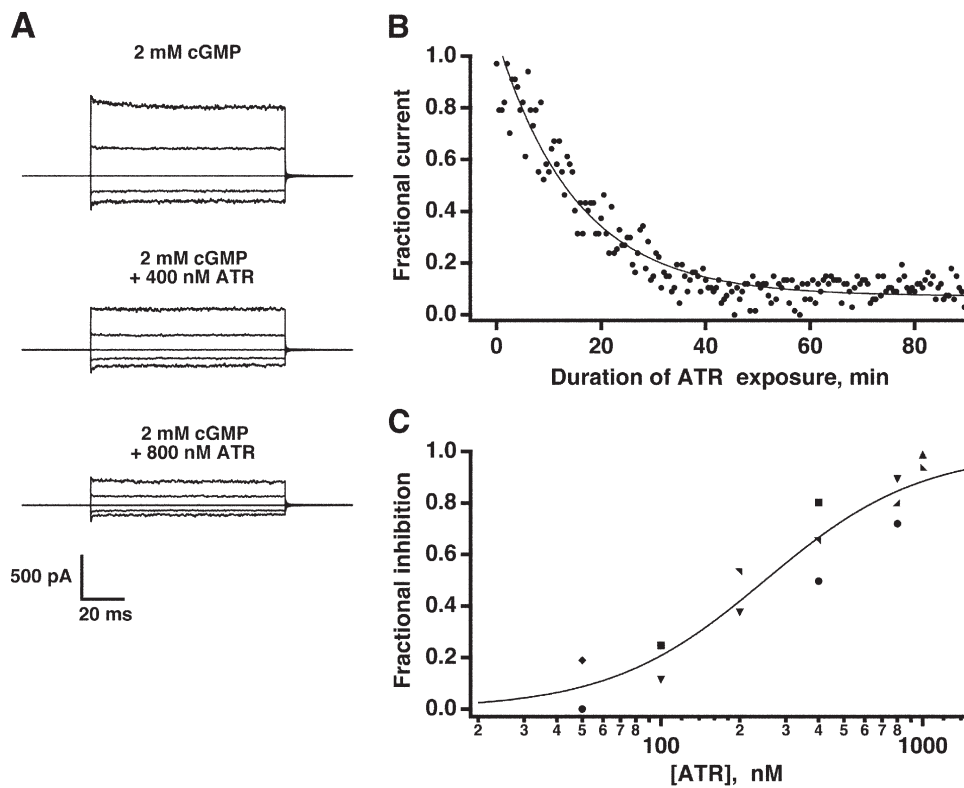 A
2 mM cGMP
2 mM cGMP
+ 400 nM ATR
2 mM cGMP
+ 800 nM ATR
500 pA
20 ms
B
1.0
0.8
0.6
0.4
0.2
0.0
Fractional current
0 20 40 60 80
Duration of ATR exposure, min
C
1.0
0.8
0.6
0.4
0.2
0.0
Fractional inhibition
2 3 4 5 6 7 8 2 3 4 5 6 7 8
100 1000
[ATR], nM